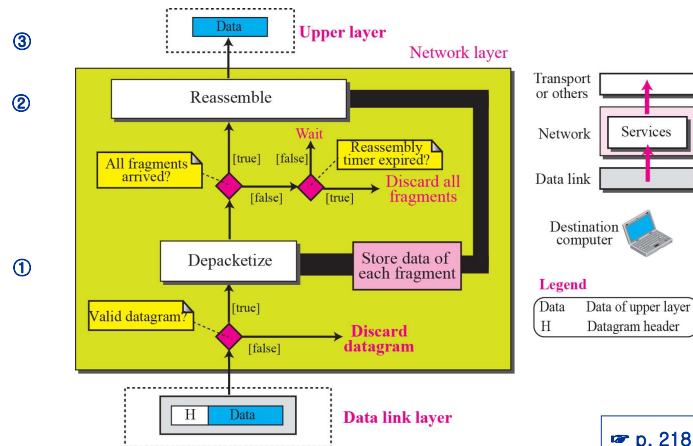 ③
Data
Upper layer
Network layer
②
Reassemble
Wait
All fragments
arrived?
[true]
[false]
Reassembly
timer expired?
[false]
[true]
Discard all
fragments
①
Depacketize
Store data of
each fragment
Valid datagram?
[true]
[false]
Discard
datagram
H
Data
Data link layer
Transport
or others
Network
Services
Data link
Destination
computer
Legend
Data Data of upper layer
H Datagram header
☞ p. 218